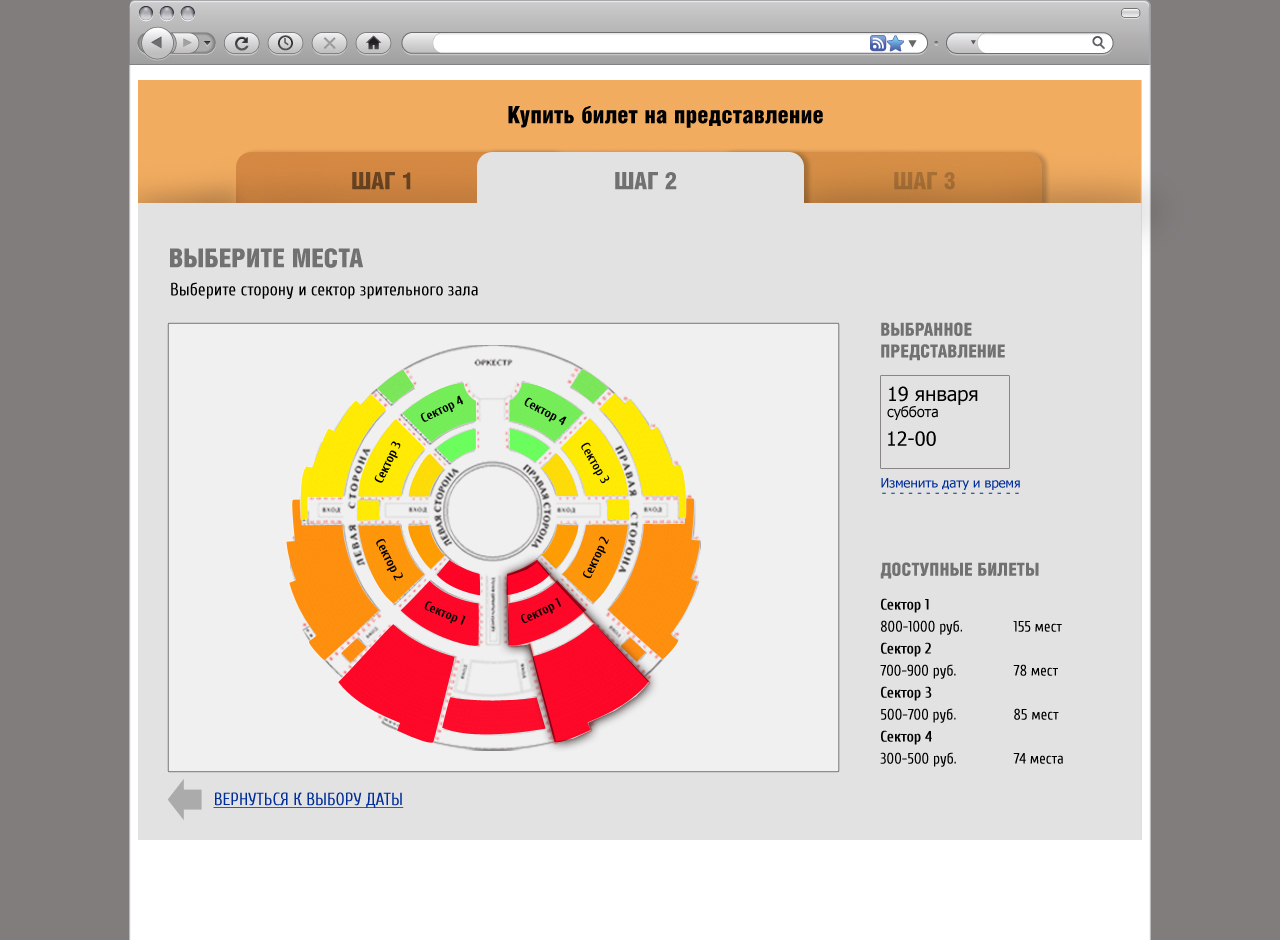 Купить билет на представление
ШАГ 1
ШАГ 2
ШАГ 3
ВЫБЕРИТЕ МЕСТА
Выберите сторону и сектор зрительного зала
ОРКЕСТР
Сектор 4
Сектор 4
Сектор 3
Сектор 3
ЛЕВАЯ СТОРОНА
ЛЕВАЯ СТОРОНА
ПРАВАЯ СТОРОНА
ПРАВАЯ СТОРОНА
ВХОД
ВХОД
ВХОД
ВХОД
Сектор 2
Сектор 2
Сектор 1
Сектор 1
ВЫБРАННОЕ
ПРЕДСТАВЛЕНИЕ
19 января
суббота
12-00
Изменить дату и время
ДОСТУПНЫЕ БИЛЕТЫ
Сектор 1
800-1000 руб. 155 мест
Сектор 2
700-900 руб. 78 мест
Сектор 3
500-700 руб. 85 мест
Сектор 4
300-500 руб. 74 места
ВЕРНУТЬСЯ К ВЫБОРУ ДАТЫ